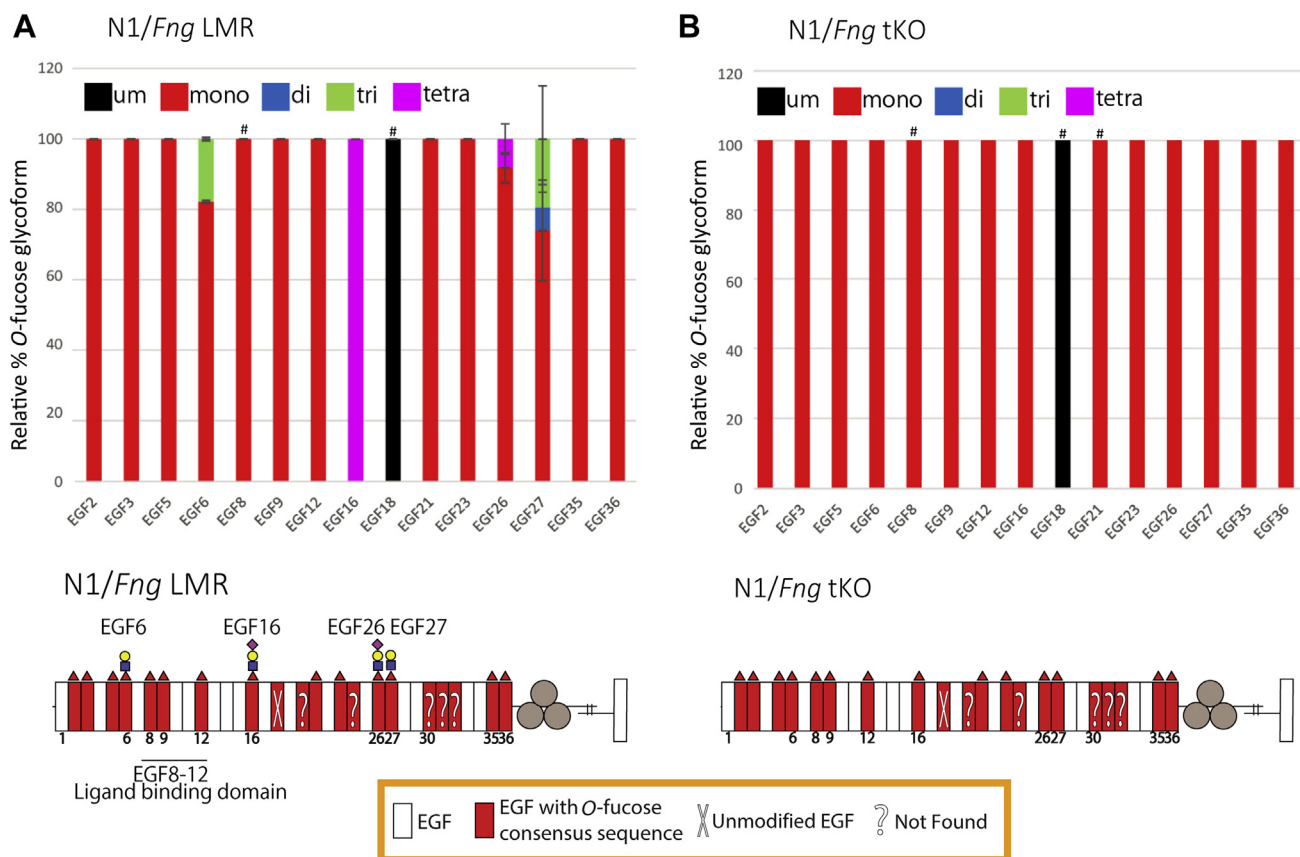 A
N1/Fng LMR
um mono di tri tetra
Relative % O-fucose glycoform
120
100
80
60
40
20
0
# #
EGF2 EGF3 EGF5 EGF6 EGF8 EGF9 EGF12 EGF16 EGF18 EGF21 EGF23 EGF26 EGF27 EGF35 EGF36
B
N1/Fng tKO
um mono di tri tetra
Relative % O-fucose glycoform
120
100
80
60
40
20
0
# # #
EGF2 EGF3 EGF5 EGF6 EGF8 EGF9 EGF12 EGF16 EGF18 EGF21 EGF23 EGF26 EGF27 EGF35 EGF36
N1/Fng LMR
EGF6 EGF16 EGF26 EGF27
X ? ? ? ? ?
1 6 8 9 12 16 2627 30 3536
EGF8-12
Ligand binding domain
N1/Fng tKO
X ? ? ? ? ?
1 6 8 9 12 16 2627 30 3536
EGF
EGF with O-fucose
consensus sequence
X Unmodified EGF
? Not Found